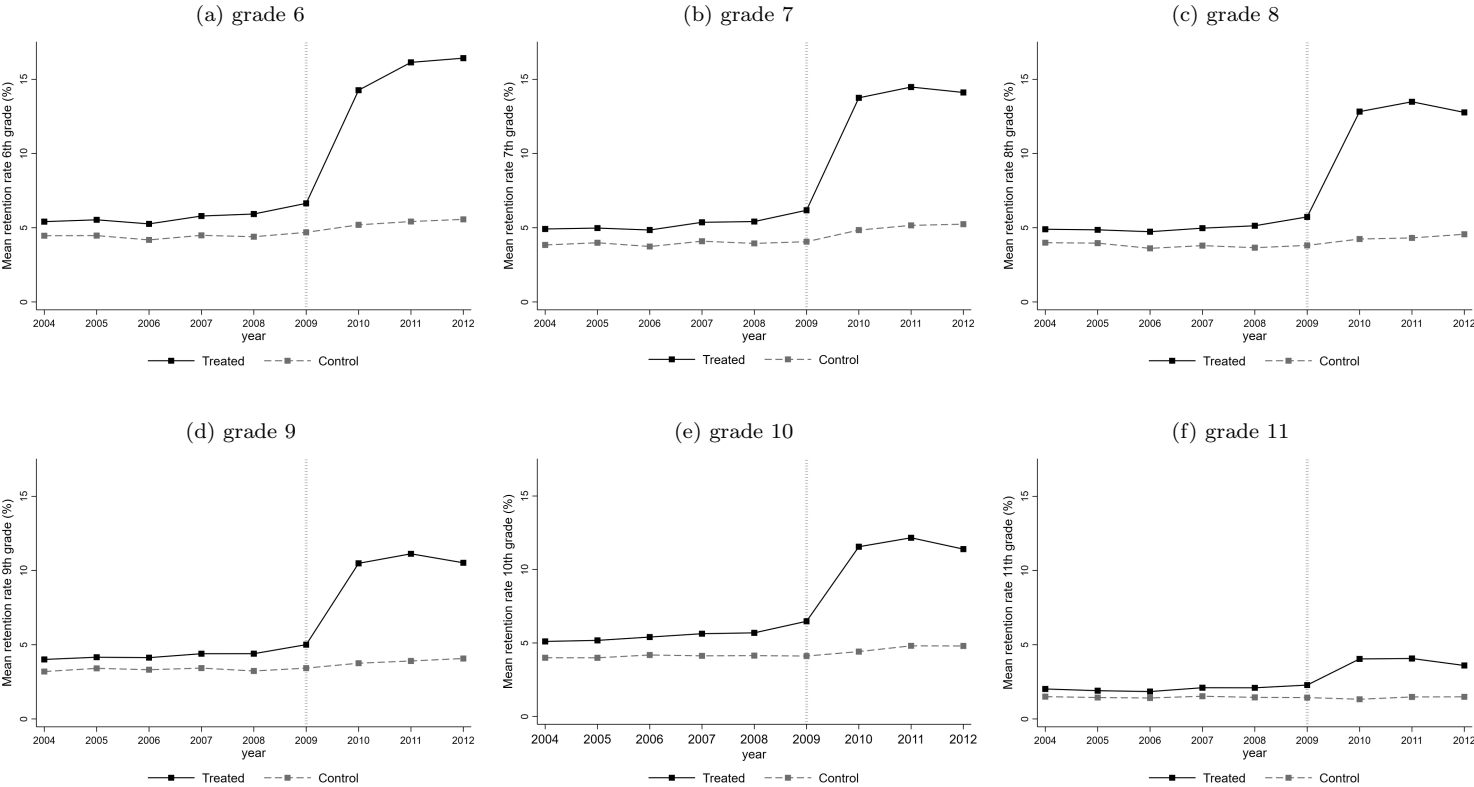 (a) grade 6
Mean retention rate 6th grade (%)
15
10
5
0
2004 2005 2006 2007 2008 2009 2010 2011 2012
year
Treated Control
(b) grade 7
Mean retention rate 7th grade (%)
15
10
5
0
2004 2005 2006 2007 2008 2009 2010 2011 2012
year
Treated Control
(c) grade 8
Mean retention rate 8th grade (%)
15
10
5
0
2004 2005 2006 2007 2008 2009 2010 2011 2012
year
Treated Control
(d) grade 9
Mean retention rate 9th grade (%)
15
10
5
0
2004 2005 2006 2007 2008 2009 2010 2011 2012
year
Treated Control
(e) grade 10
Mean retention rate 10th grade (%)
15
10
5
0
2004 2005 2006 2007 2008 2009 2010 2011 2012
year
Treated Control
(f) grade 11
Mean retention rate 11th grade (%)
15
10
5
0
2004 2005 2006 2007 2008 2009 2010 2011 2012
year
Treated Control